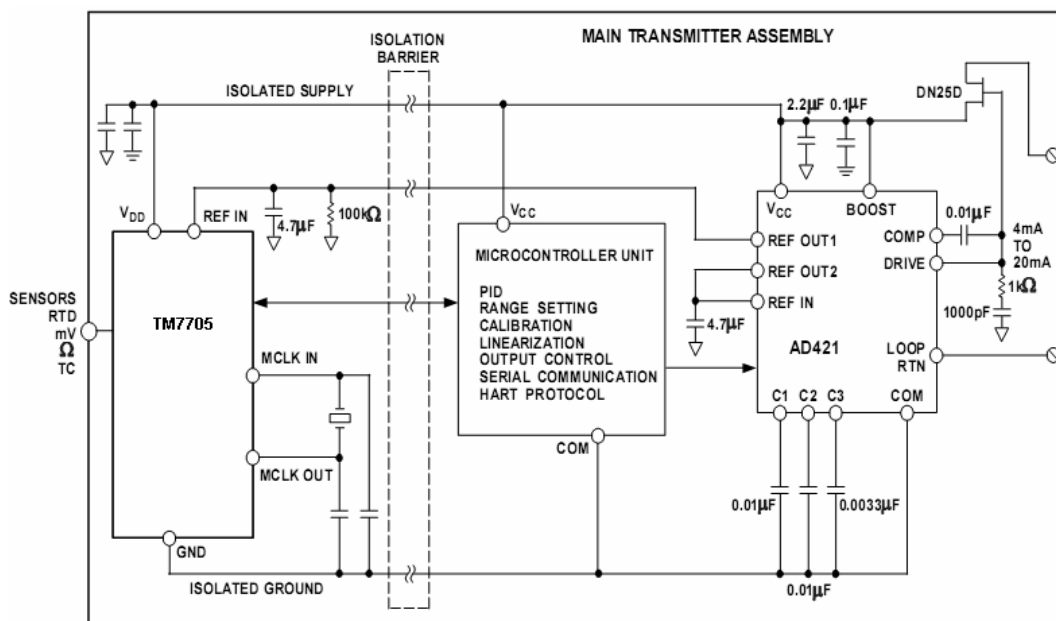 MAIN TRANSMITTER ASSEMBLY
ISOLATION
BARRIER
ISOLATED SUPPLY
DN25D
2.2μF
0.1μF
VDD
REF IN
4.7μF
100kΩ
VCC
VCC
BOOST
REF OUT1
REF OUT2
REF IN
COMP
DRIVE
0.01μF
4mA
TO
20mA
1kΩ
1000pF
MICROCONTROLLER UNIT
PID
RANGE SETTING
CALIBRATION
LINEARIZATION
OUTPUT CONTROL
SERIAL COMMUNICATION
HART PROTOCOL
SENSORS
RTD
mV
Ω
TC
TM7705
MCLK IN
MCLK OUT
4.7μF
AD421
LOOP
RTN
C1
C2
C3
COM
COM
GND
0.01μF
0.0033μF
0.01μF
ISOLATED GROUND